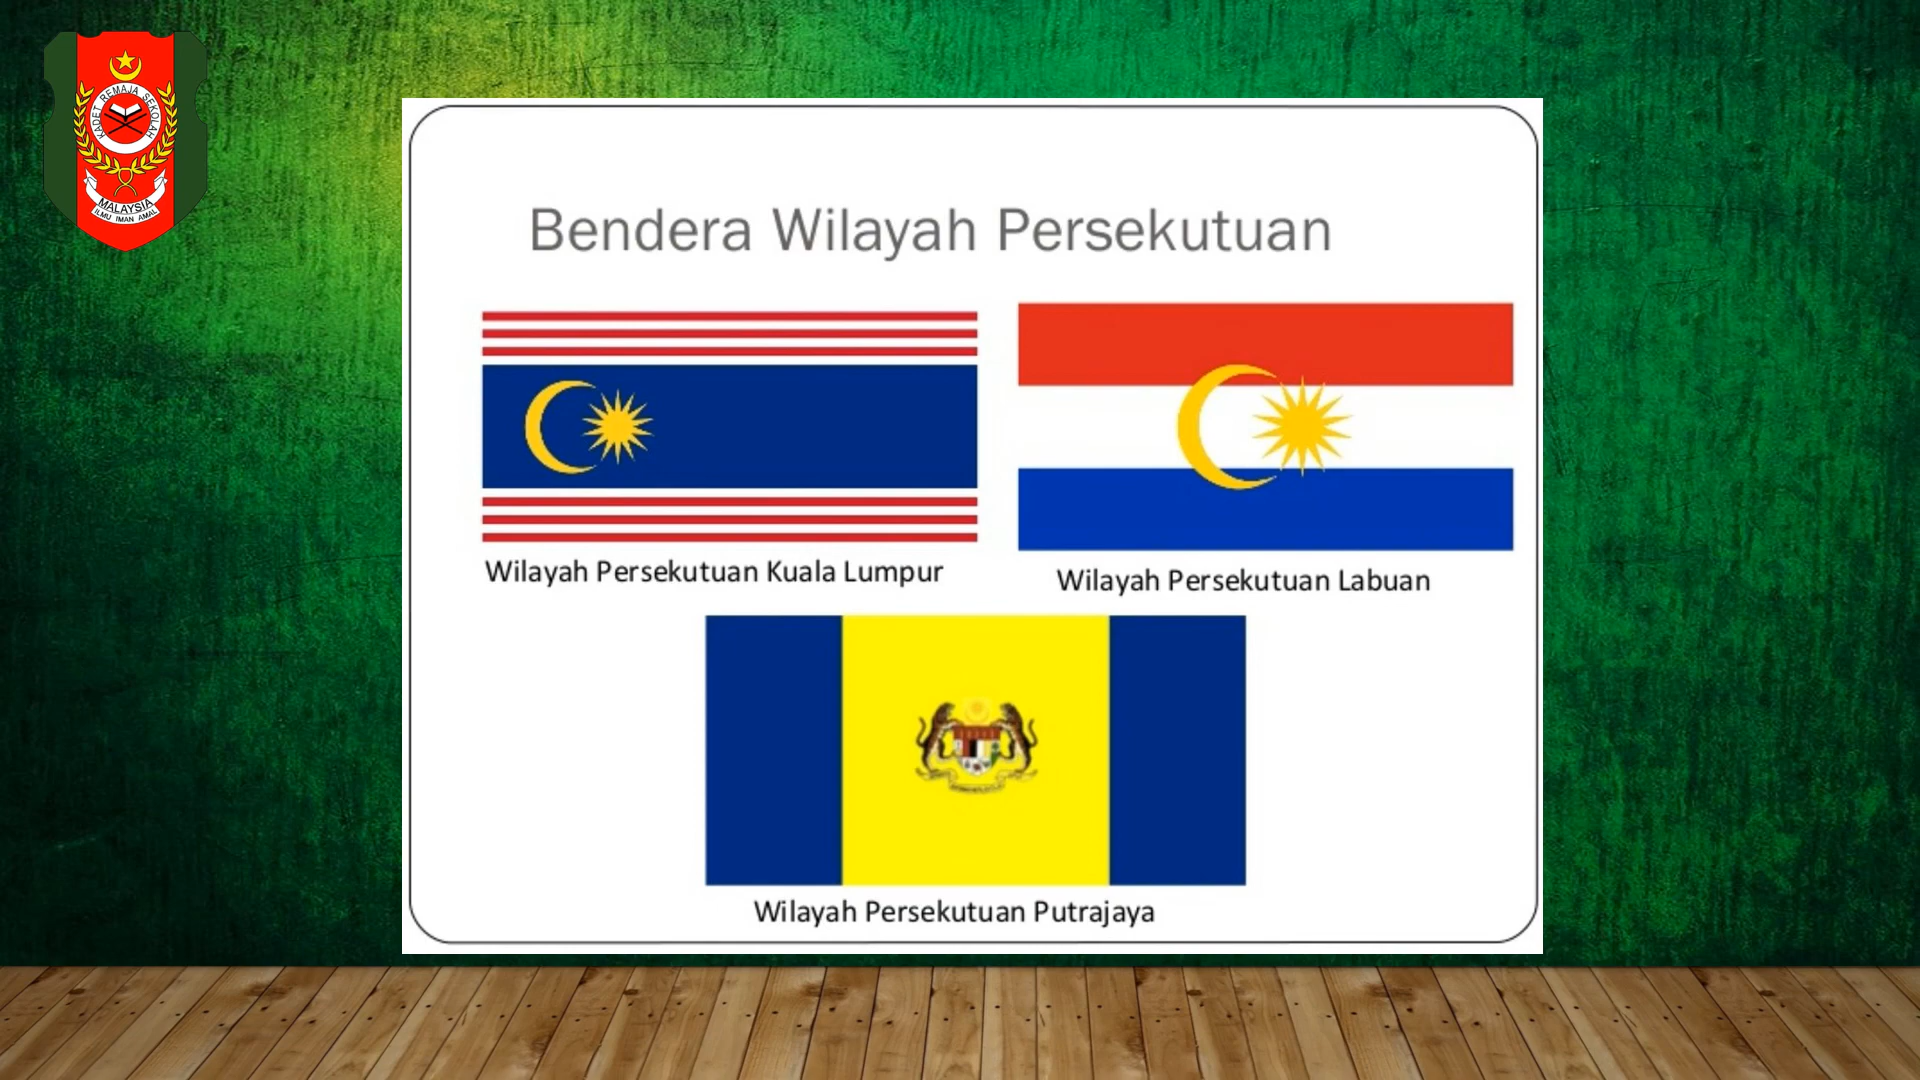 KADET REMAJA SEKOLAH
MALAYSIA
ILMU IMAN AMAL
Bendera Wilayah Persekutuan
Wilayah Persekutuan Kuala Lumpur
Wilayah Persekutuan Labuan
Wilayah Persekutuan Putrajaya